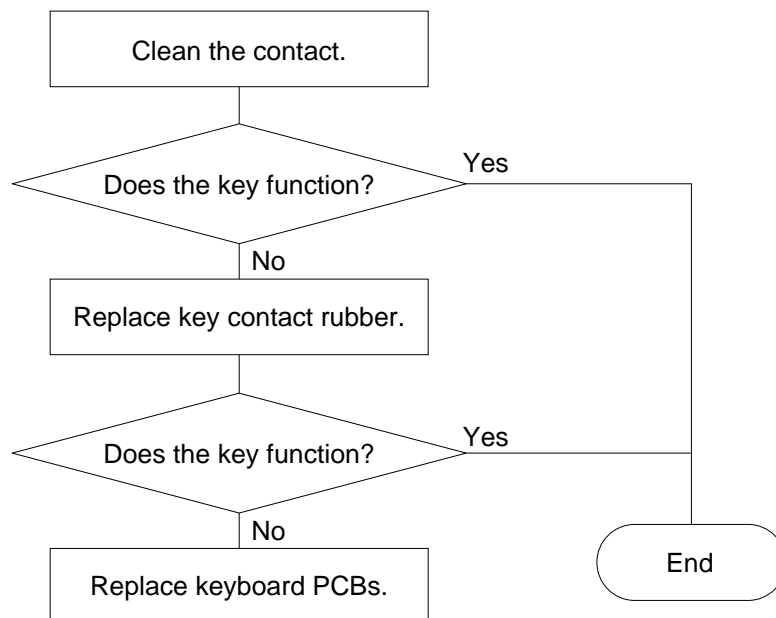 Clean the contact.
Yes
Does the key function?
No
Replace key contact rubber.
Yes
Does the key function?
No
End
Replace keyboard PCBs.